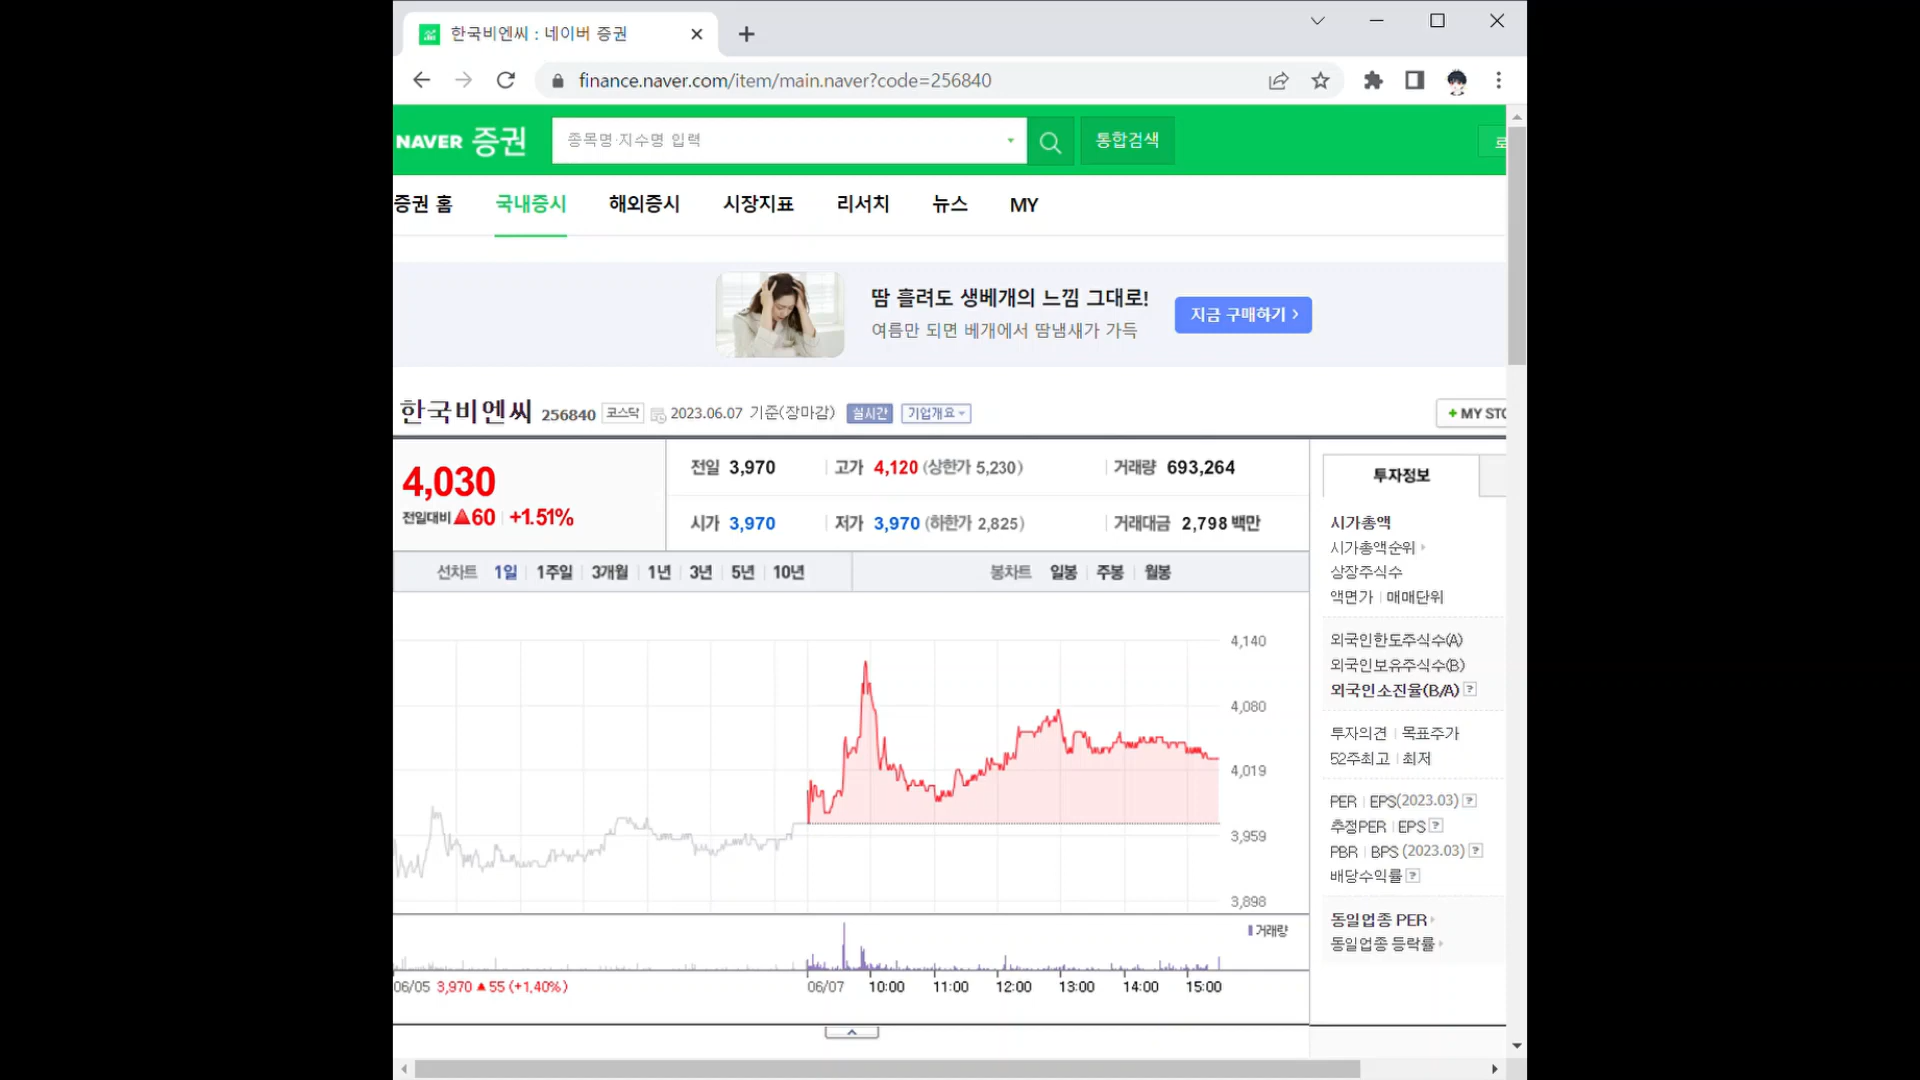 한국비엔씨 : 네이버 증권
finance.naver.com/item/main.naver?code=256840
NAVER 증권 종목명·지수명 입력 통합검색 로
증권 홈 국내증시 해외증시 시장지표 리서치 뉴스 MY
땀 흘려도 생베개의 느낌 그대로!
여름만 되면 베개에서 땀냄새가 가득
지금 구매하기 >
한국비엔씨 256840 코스닥 2023.06.07 기준(장마감) 실시간 기업개요 + MY STO
4,030
전일대비 ▲60 +1.51%
전일 3,970 고가 4,120 (상한가 5,230) 거래량 693,264
시가 3,970 저가 3,970 (하한가 2,825) 거래대금 2,798 백만
선차트 1일 1주일 3개월 1년 3년 5년 10년 봉차트 일봉 주봉 월봉
4,140
4,080
4,019
3,959
3,898
거래량
06/05 3,970 ▲ 55 (+1,40%) 06/07 10:00 11:00 12:00 13:00 14:00 15:00
투자정보
시가총액
시가총액순위
상장주식수
액면가 | 매매단위
외국인한도주식수(A)
외국인보유주식수(B)
외국인소진율(B/A) ?
투자의견 | 목표주가
52주최고 | 최저
PER | EPS(2023.03) ?
추정PER | EPS ?
PBR | BPS (2023.03) ?
배당수익률 ?
동일업종 PER
동일업종 등락률